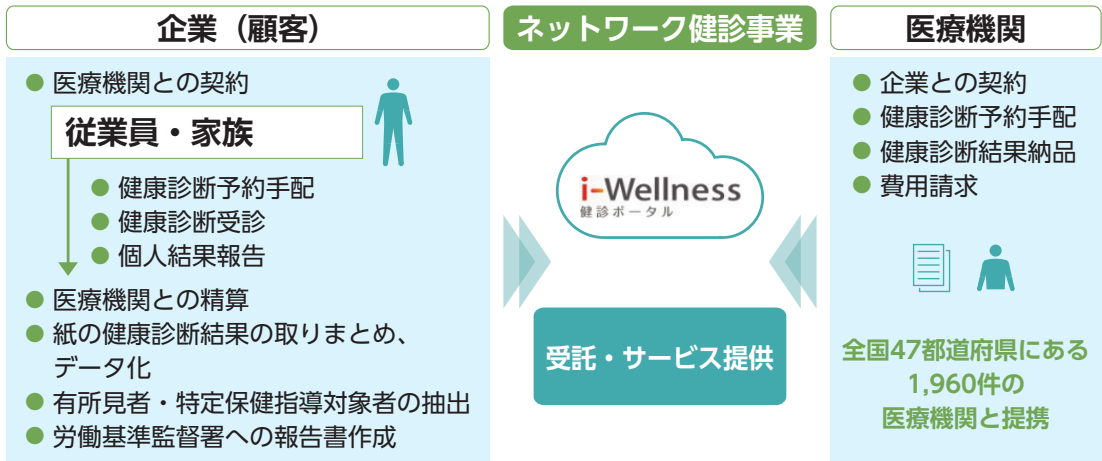 企業（顧客）
● 医療機関との契約
従業員・家族
● 健康診断予約手配
● 健康診断受診
● 個人結果報告
● 医療機関との精算
● 紙の健康診断結果の取りまとめ、
データ化
● 有所見者・特定保健指導対象者の抽出
● 労働基準監督署への報告書作成
ネットワーク健診事業
i-Wellness
健診ポータル
受託・サービス提供
医療機関
● 企業との契約
● 健康診断予約手配
● 健康診断結果納品
● 費用請求
全国47都道府県にある
1,960件の
医療機関と提携